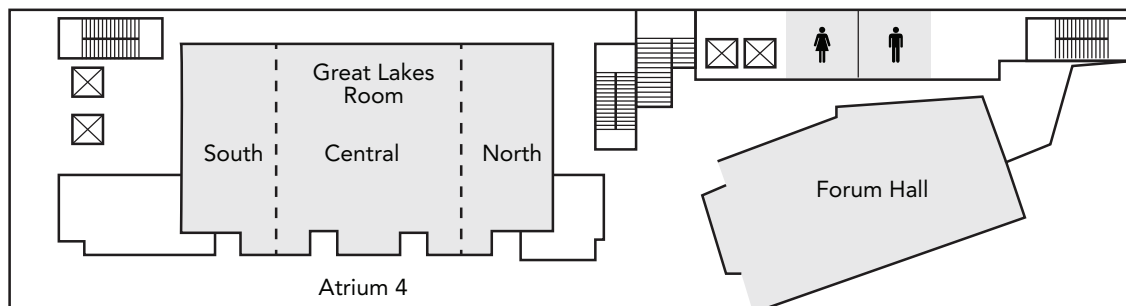 Great Lakes
Room
South
Central
North
Forum Hall
Atrium 4